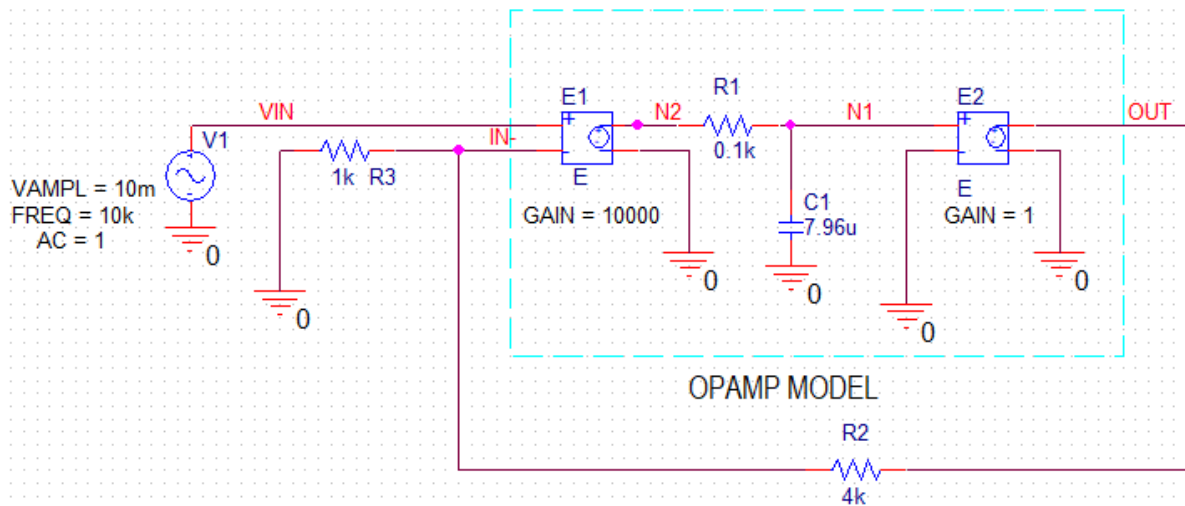 R1
E1
E2
VIN
N2
N1
OUT
V1
IN-
0.1k
1k R3
E
C1
E
VAMPL = 10m
GAIN = 10000
7.96u
GAIN = 1
FREQ = 10k
AC = 1
0
0
0
0
0
0
OPAMP MODEL
R2
4k